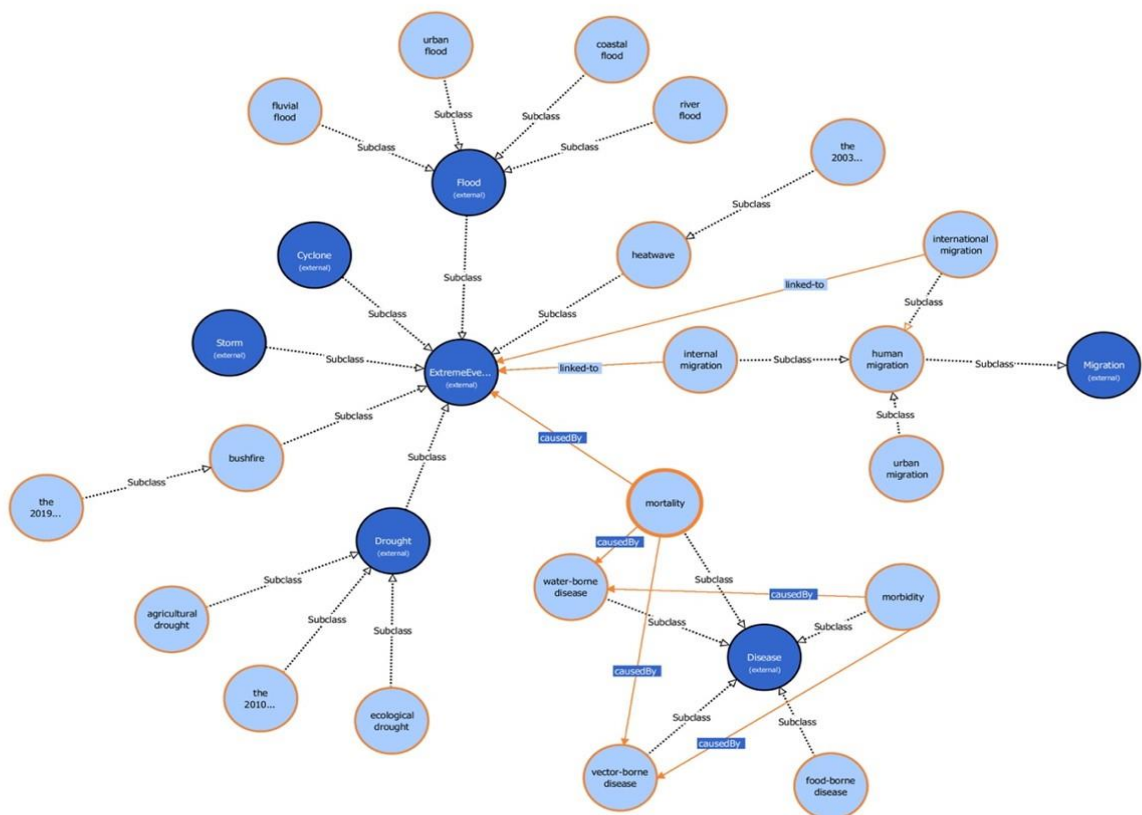 urban
flood
coastal
flood
fluvial
flood
river
flood
Subclass
Subclass
Subclass
Subclass
the
2003...
Flood
(external)
Subclass
Cyclone
(external)
heatwave
international
migration
Subclass
linked-to
Subclass
Subclass
Subclass
Storm
(external)
Subclass
ExtremeEve...
(external)
linked-to
internal
migration
Subclass
human
migration
Subclass
Migration
(external)
Subclass
Subclass
causedBy
Subclass
bushfire
urban
migration
Subclass
the
2019...
mortality
Drought
(external)
causedBy
water-borne
disease
Subclass
causedBy
morbidity
Subclass
agricultural
drought
Subclass
Subclass
Subclass
Subclass
Disease
(external)
causedBy
the
2010...
ecological
drought
Subclass
Subclass
causedBy
vector-borne
disease
food-borne
disease